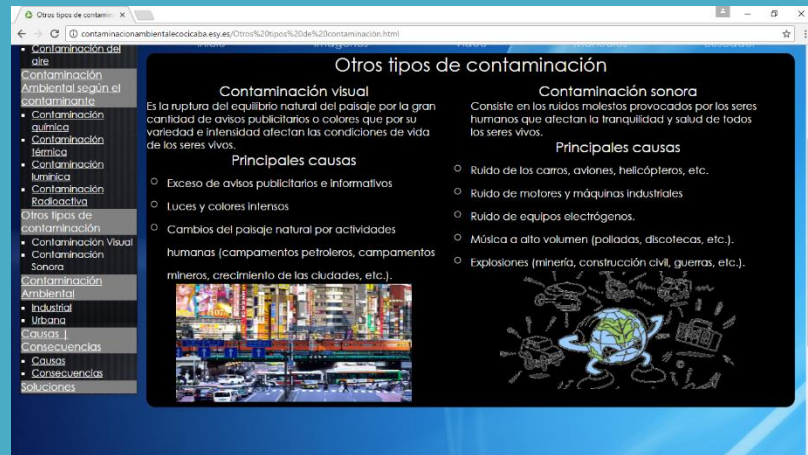 Otros tipos de contamin
contaminacionambientalecocicaba.esy.es/Otros%20tipos%20de%20contaminación.html
Contaminación del
aire
Contaminación
Ambiental según el
contaminante
Contaminación
química
Contaminación
térmica
Contaminación
lumínica
Contaminación
Radioactiva
Otros tipos de
contaminación
Contaminación Visual
Contaminación
Sonora
Contaminación
Ambiental
Industrial
Urbana
Causas |
Consecuencias
Causas
Consecuencias
Soluciones
Otros tipos de contaminación
Contaminación visual
Es la ruptura del equilibrio natural del paisaje por la gran
cantidad de avisos publicitarios o colores que por su
variedad e intensidad afectan las condiciones de vida
de los seres vivos.
Principales causas
Exceso de avisos publicitarios e informativos
Luces y colores intensos
Cambios del paisaje natural por actividades
humanas (campamentos petroleros, campamentos
mineros, crecimiento de las ciudades, etc.).
Contaminación sonora
Consiste en los ruidos molestos provocados por los seres
humanos que afectan la tranquilidad y salud de todos
los seres vivos.
Principales causas
Ruido de los carros, aviones, helicópteros, etc.
Ruido de motores y máquinas industriales
Ruido de equipos electrógenos.
Música a alto volumen (polladas, discotecas, etc.).
Explosiones (minería, construcción civil, guerras, etc.).